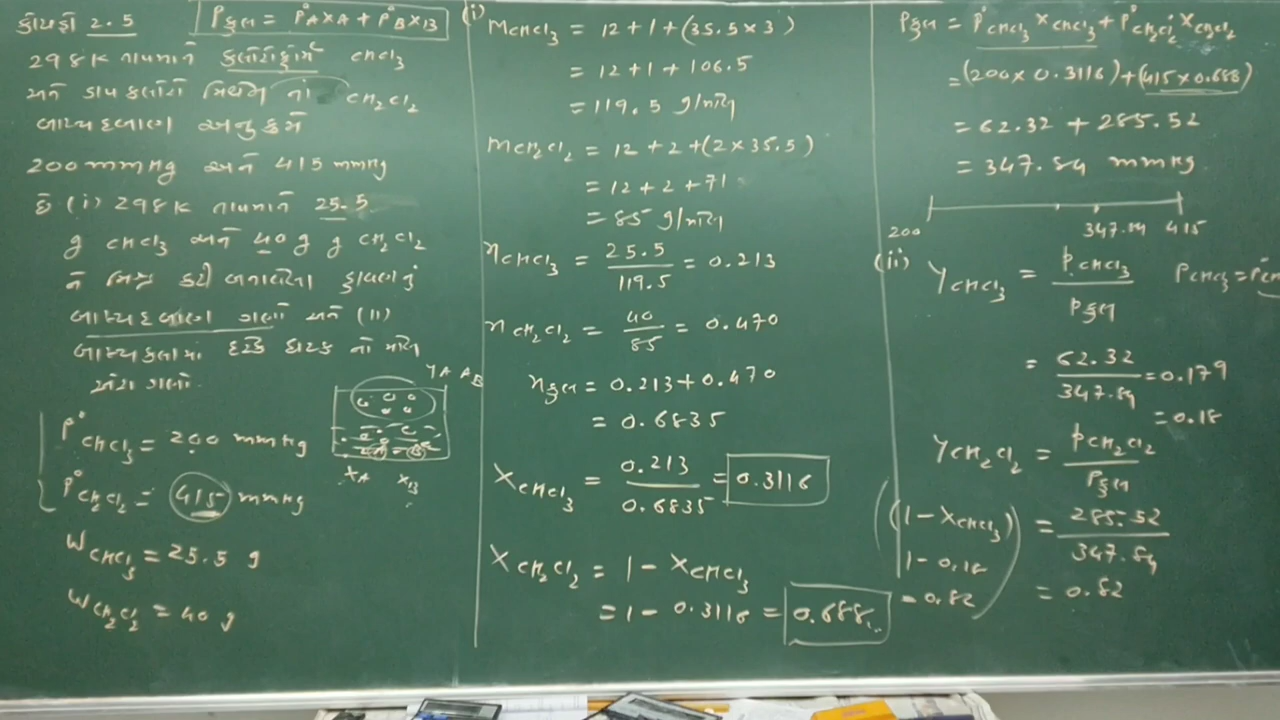 કોયડો 2.5
Pકુલ = P°A XA + P°B XB
298K તાપમાને ક્લોરોફોર્મ CHCl3
અને ડાયક્લોરો મિથેન નાં CH2Cl2
બાષ્પદબાણ અનુક્રમે
200 mmHg અને 415 mmHg
છે (i) 298K તાપમાને 25.5
g CHCl3 અને 40 g g CH2Cl2
ને મિશ્ર કરી બનાવેલા દ્રાવણનું
બાષ્પદબાણ ગણો અને (ii)
બાષ્પકલામાં દરેક ઘટક નો મોલ
અંશ ગણો.
YA AB
XA XB
P°CHCl3 = 200 mmHg
P°CH2Cl2 = 415 mmHg
WCHCl3 = 25.5 g
WCH2Cl2 = 40 g
(i) MCHCl3 = 12 + 1 + (35.5 × 3)
= 12 + 1 + 106.5
= 119.5 g/મોલ
MCH2Cl2 = 12 + 2 + (2 × 35.5)
= 12 + 2 + 71
= 85 g/મોલ
nCHCl3 = 25.5 / 119.5 = 0.213
nCH2Cl2 = 40 / 85 = 0.470
nકુલ = 0.213 + 0.470
= 0.6835
XCHCl3 = 0.213 / 0.6835 = 0.3116
XCH2Cl2 = 1 - XCHCl3
= 1 - 0.3116 = 0.688
Pકુલ = P°CHCl3 XCHCl3 + P°CH2Cl2 XCH2Cl2
= (200 × 0.3116) + (415 × 0.688)
= 62.32 + 285.52
= 347.84 mmHg
200 347.84 415
(ii) YCHCl3 = PCHCl3 / Pકુલ
= 62.32 / 347.84 = 0.179
= 0.18
YCH2Cl2 = PCH2Cl2 / Pકુલ
= 285.52 / 347.84
= 0.82
(1 - XCHCl3)
1 - 0.18
= 0.82